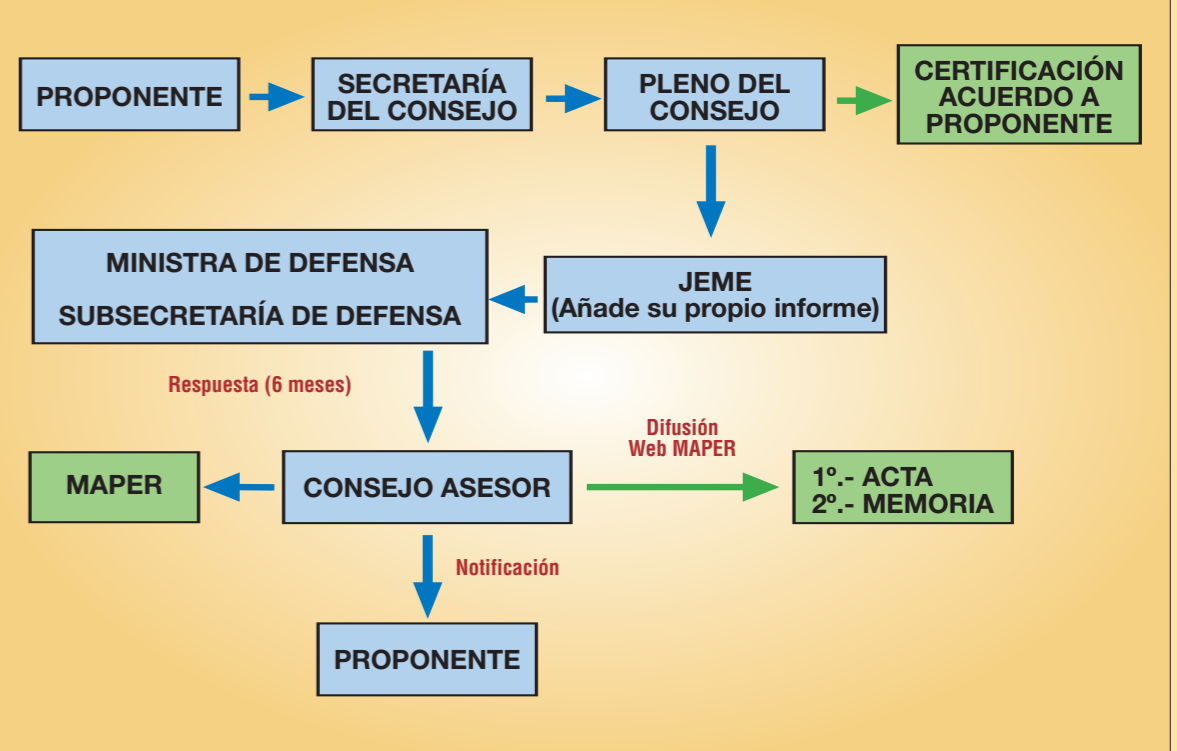 PROPONENTE
SECRETARÍA
DEL CONSEJO
PLENO DEL
CONSEJO
CERTIFICACIÓN
ACUERDO A
PROPONENTE
MINISTRA DE DEFENSA
SUBSECRETARÍA DE DEFENSA
JEME
(Añade su propio informe)
Respuesta (6 meses)
MAPER
CONSEJO ASESOR
Difusión
Web MAPER
1º.- ACTA
2º.- MEMORIA
Notificación
PROPONENTE